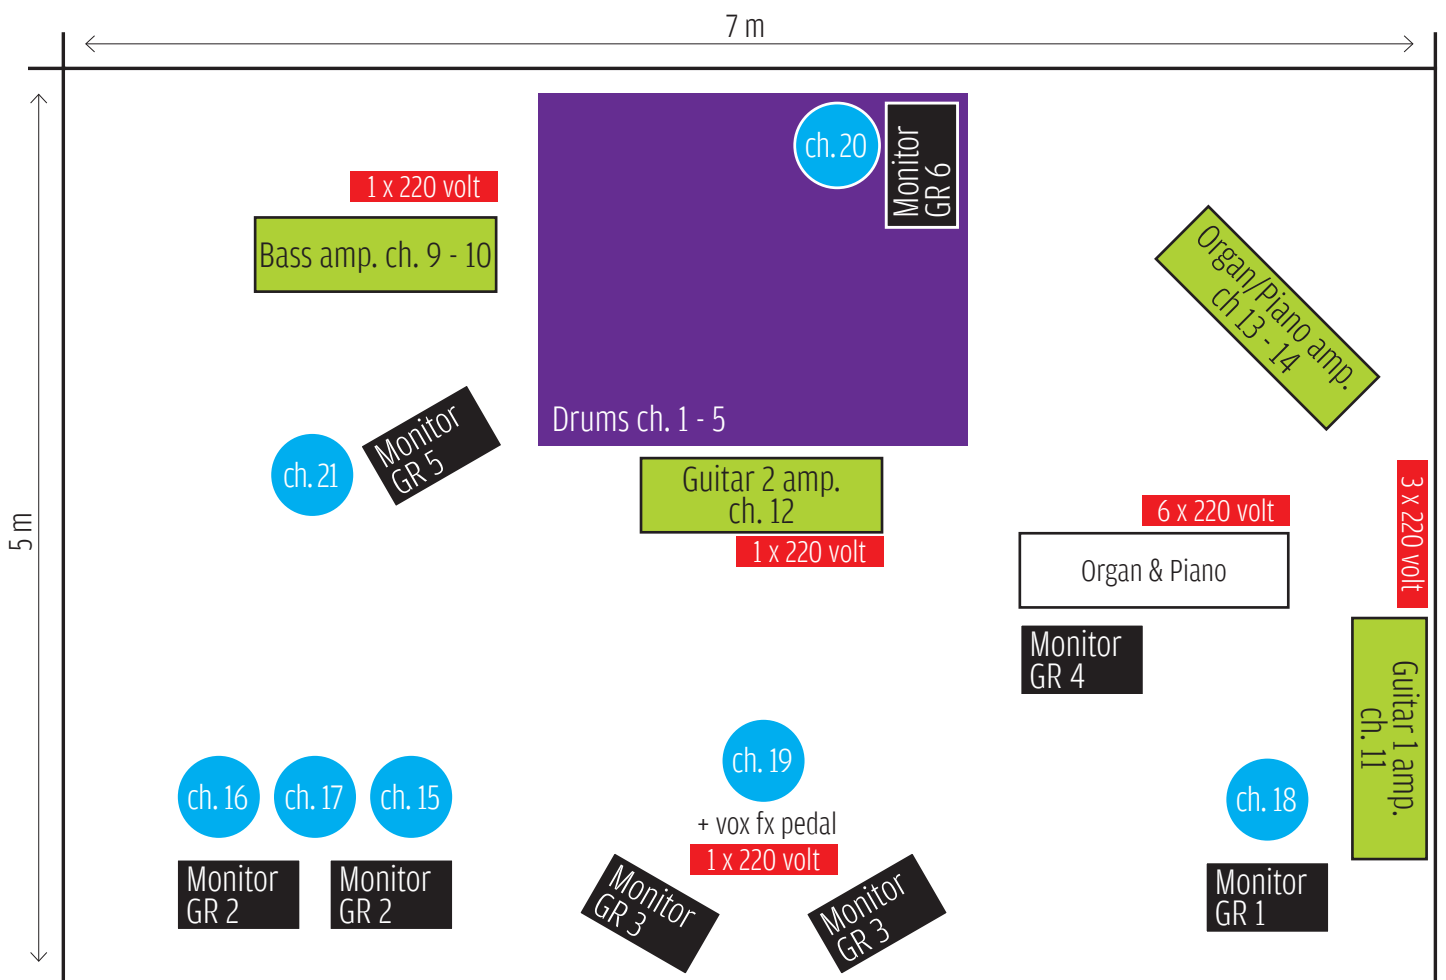 7 m
5 m
ch. 20
Monitor
GR 6
1 x 220 volt
Bass amp. ch. 9 - 10
Organ/Piano amp.
ch 13 - 14
Drums ch. 1 - 5
Monitor
GR 5
ch. 21
Guitar 2 amp.
ch. 12
1 x 220 volt
6 x 220 volt
3 x 220 volt
Organ & Piano
Monitor
GR 4
Guitar 1 amp.
ch. 11
ch. 16
ch. 17
ch. 15
ch. 19
+ vox fx pedal
1 x 220 volt
ch. 18
Monitor
GR 2
Monitor
GR 2
Monitor
GR 3
Monitor
GR 3
Monitor
GR 1